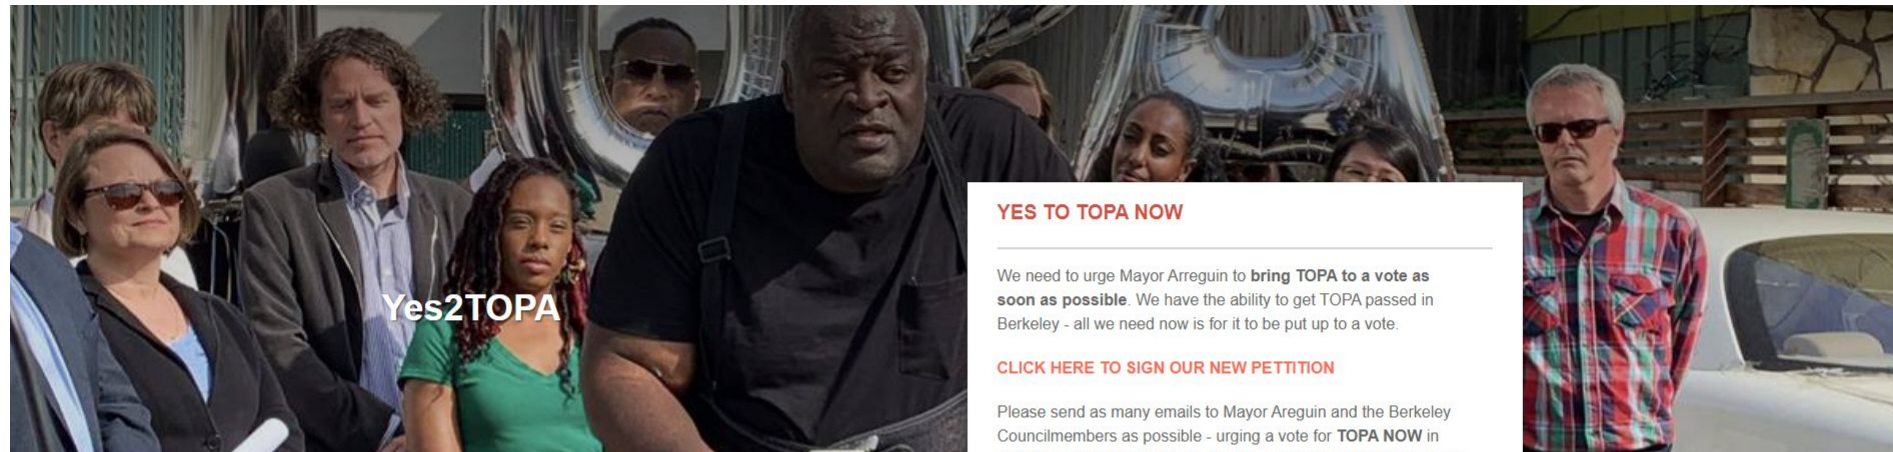 Yes2TOPA
YES TO TOPA NOW
We need to urge Mayor Arreguin to bring TOPA to a vote as
soon as possible. We have the ability to get TOPA passed in
Berkeley - all we need now is for it to be put up to a vote.
CLICK HERE TO SIGN OUR NEW PETTITION
Please send as many emails to Mayor Areguin and the Berkeley
Councilmembers as possible - urging a vote for TOPA NOW in